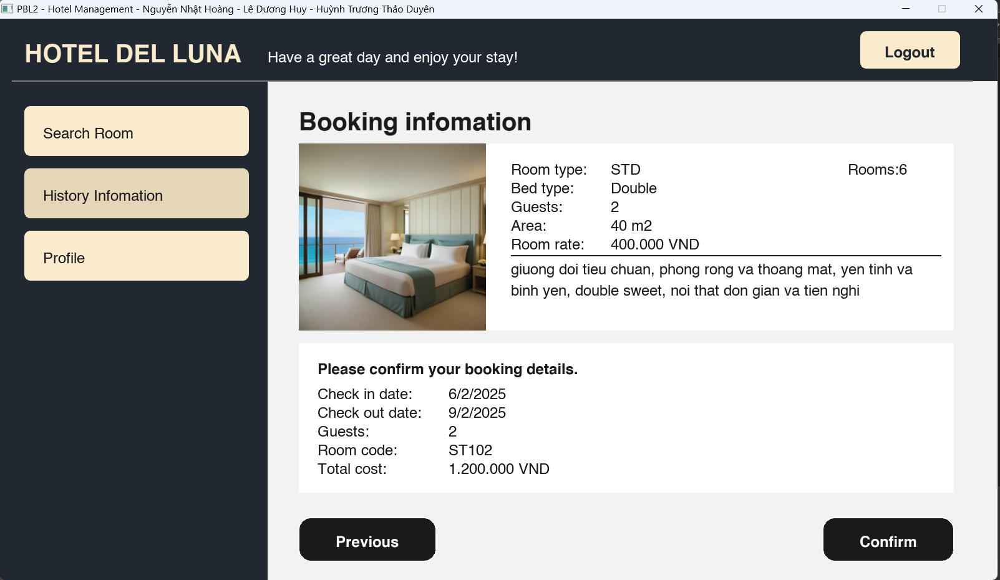 PBL2 - Hotel Management - Nguyễn Nhật Hoàng - Lê Dương Huy - Huỳnh Trương Thảo Duyên
HOTEL DEL LUNA
Have a great day and enjoy your stay!
Logout
Search Room
History Infomation
Profile
Booking infomation
Room type: STD Rooms:6
Bed type: Double
Guests: 2
Area: 40 m2
Room rate: 400.000 VND
giuong doi tieu chuan, phong rong va thoang mat, yen tinh va
binh yen, double sweet, noi that don gian va tien nghi
Please confirm your booking details.
Check in date: 6/2/2025
Check out date: 9/2/2025
Guests: 2
Room code: ST102
Total cost: 1.200.000 VND
Previous
Confirm